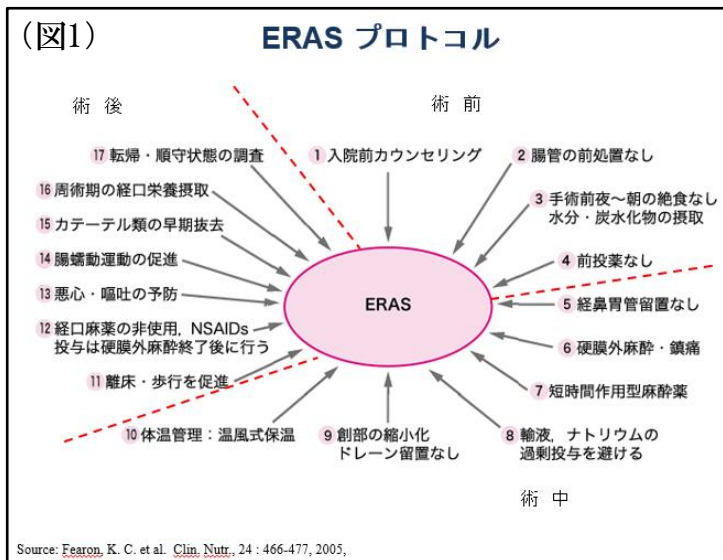 (図1)
ERAS プロトコル
術 後
術 前
17 転帰・順守状態の調査
1 入院前カウンセリング
2 腸管の前処置なし
16 周術期の経口栄養摂取
3 手術前夜〜朝の絶食なし
水分・炭水化物の摂取
15 カテーテル類の早期抜去
14 腸蠕動運動の促進
4 前投薬なし
13 悪心・嘔吐の予防
ERAS
5 経鼻胃管留置なし
12 経口麻薬の非使用，NSAIDs
投与は硬膜外麻酔終了後に行う
6 硬膜外麻酔・鎮痛
11 離床・歩行を促進
7 短時間作用型麻酔薬
10 体温管理：温風式保温
9 創部の縮小化
ドレーン留置なし
8 輸液，ナトリウムの
過剰投与を避ける
術 中
Source: Fearon, K. C. et al. Clin. Nutr., 24 : 466-477, 2005,